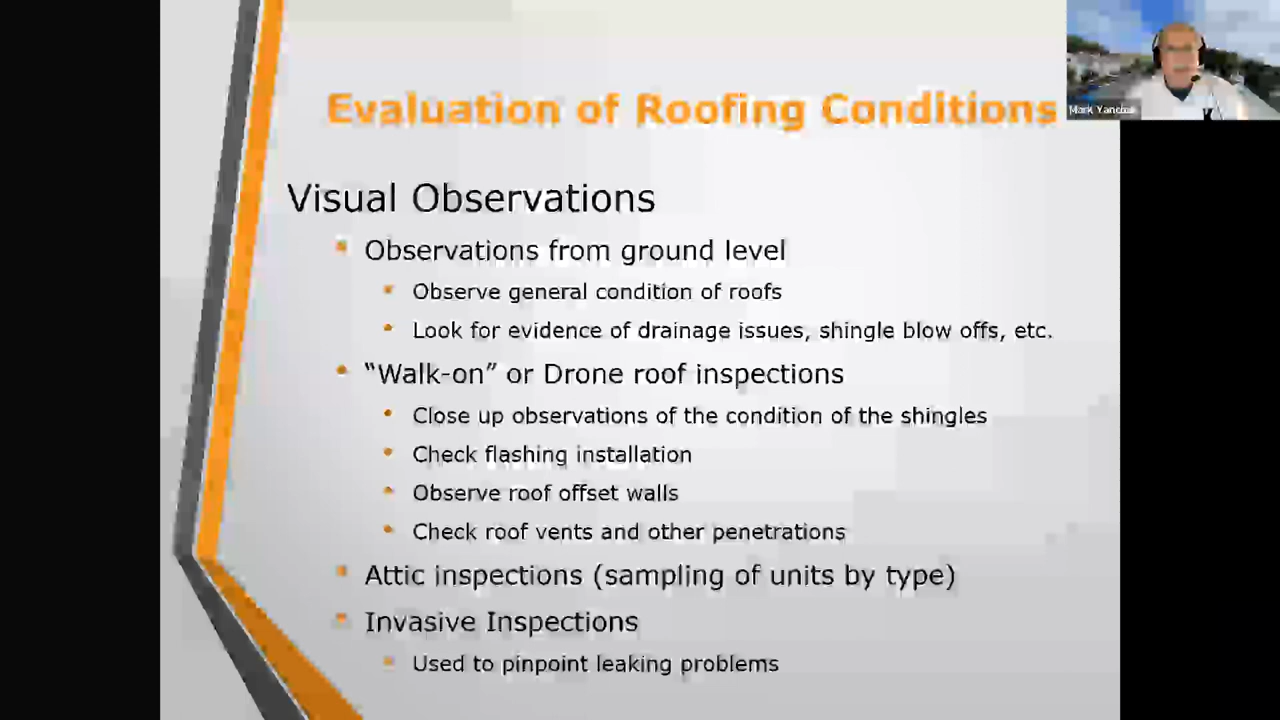 Evaluation of Roofing Conditions
Mark
Visual Observations
Observations from ground level
Observe general condition of roofs
Look for evidence of drainage issues, shingle blow offs, etc.
“Walk-on” or Drone roof inspections
Close up observations of the condition of the shingles
Check flashing installation
Observe roof offset walls
Check roof vents and other penetrations
Attic inspections (sampling of units by type)
Invasive Inspections
Used to pinpoint leaking problems